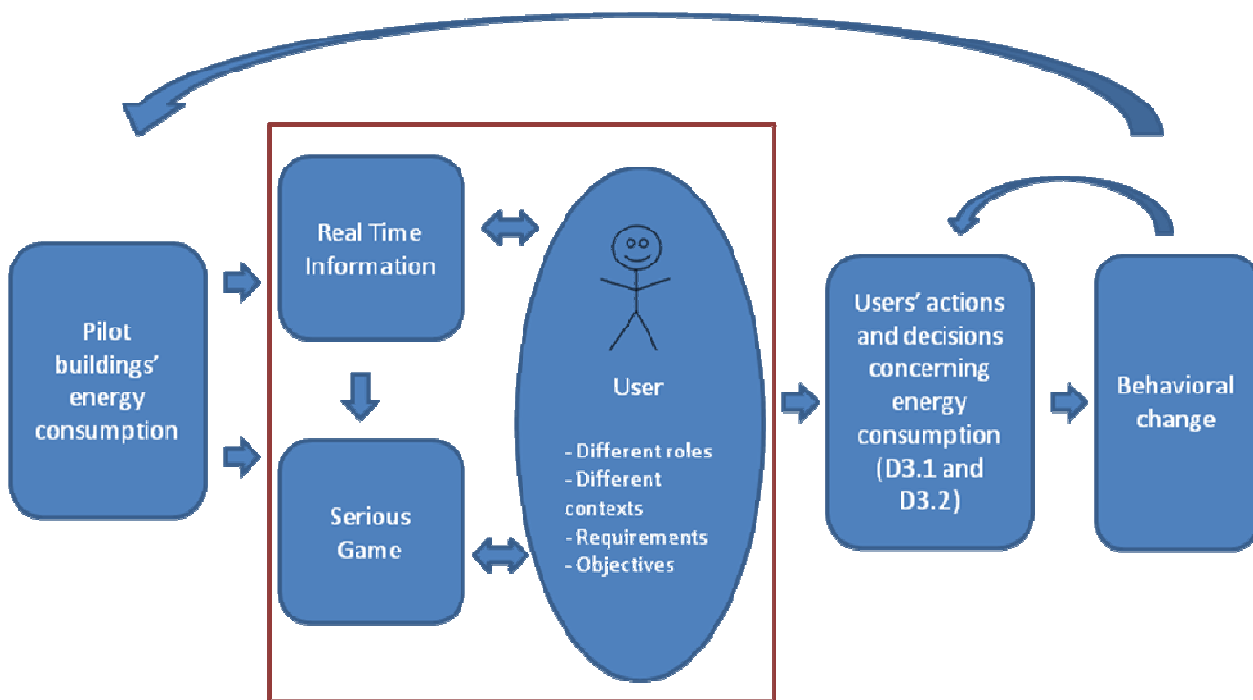 Pilot
buildings'
energy
consumption
Real Time
Information
Serious
Game
User
- Different roles
- Different
contexts
- Requirements
- Objectives
Users' actions
and decisions
concerning
energy
consumption
(D3.1 and
D3.2)
Behavioral
change